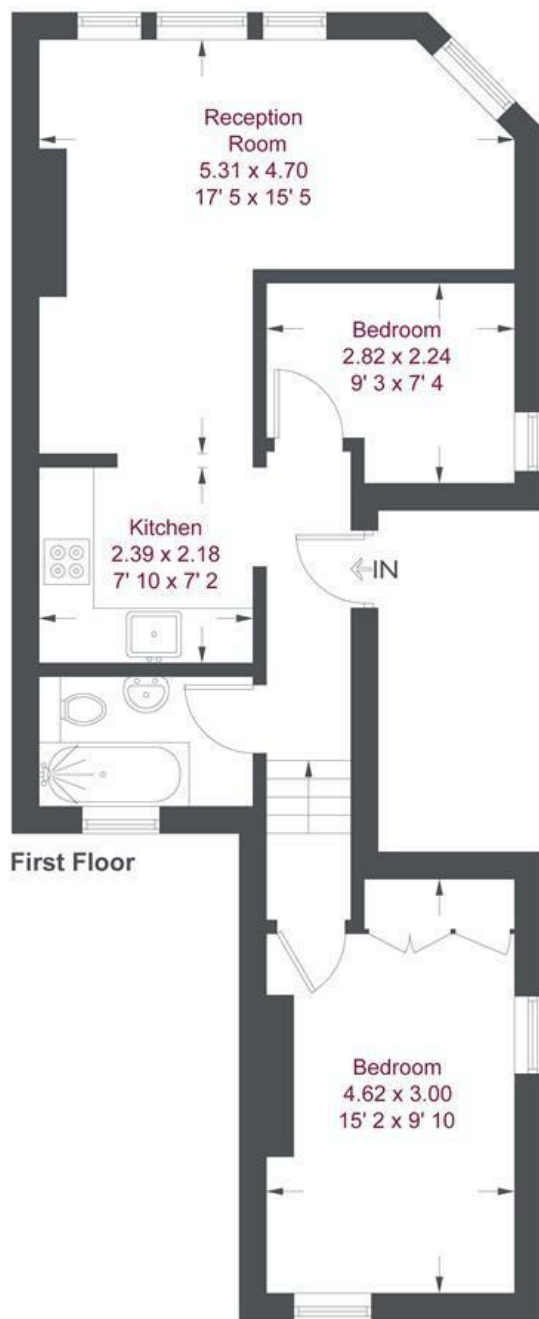 Reception
Room
5.31 x 4.70
17' 5 x 15' 5
Bedroom
2.82 x 2.24
9' 3 x 7' 4
Kitchen
2.39 x 2.18
7' 10 x 7' 2
IN
First Floor
Bedroom
4.62 x 3.00
15' 2 x 9' 10